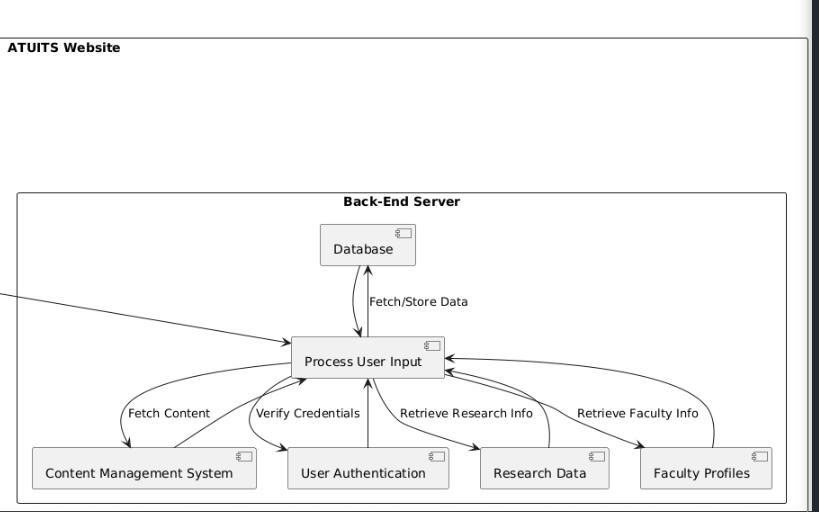 ATUITS Website
Back-End Server
Database
Fetch/Store Data
Process User Input
Fetch Content
Verify Credentials
Retrieve Research Info
Retrieve Faculty Info
Content Management System
User Authentication
Research Data
Faculty Profiles